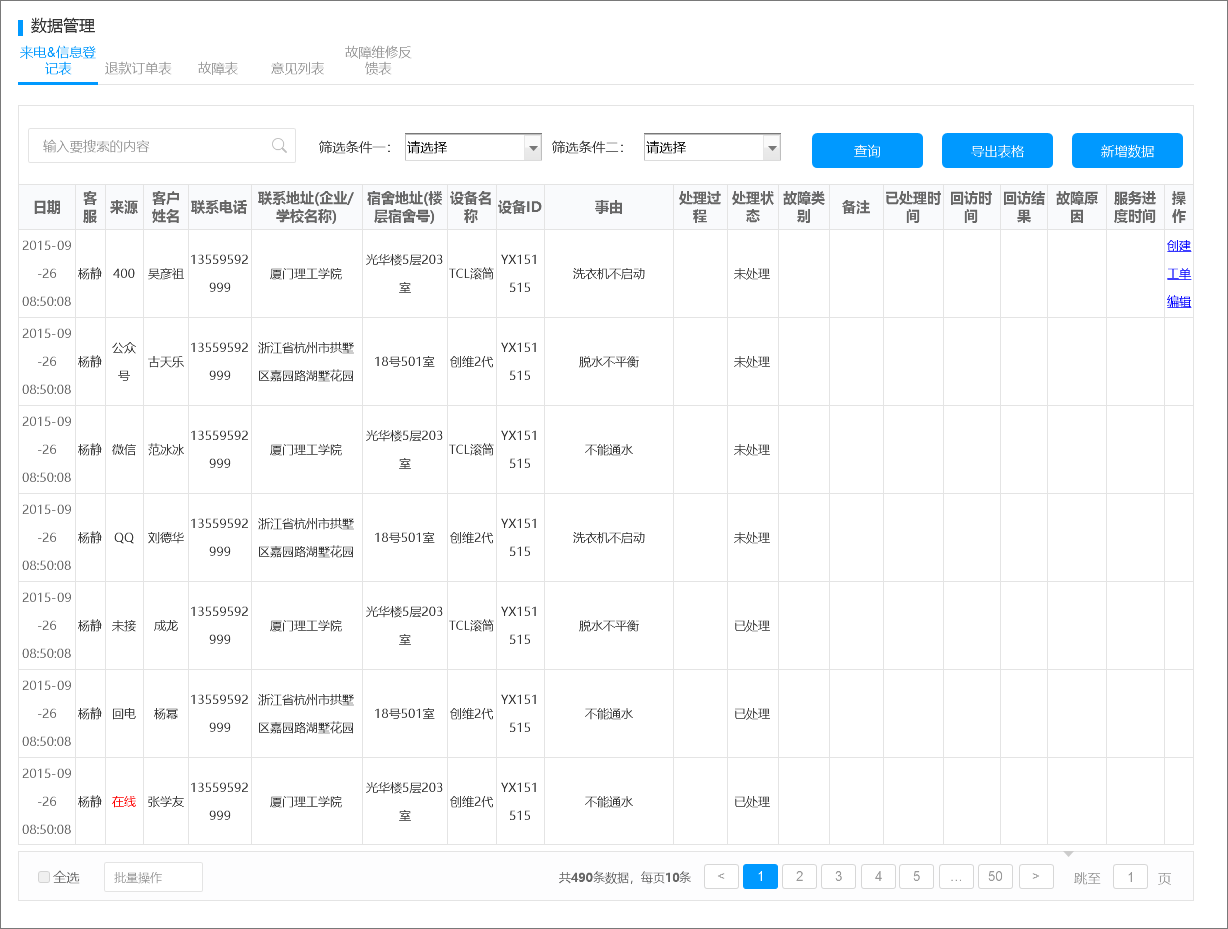 数据管理
来电&信息登
记表
退款订单表
故障表
意见列表
故障维修反
馈表
输入要搜索的内容
筛选条件一：
请选择
筛选条件二：
请选择
查询
导出表格
新增数据
日期 客服 来源 客户姓名 联系电话 联系地址(企业/学校名称) 宿舍地址(楼层宿舍号) 设备名称 设备ID 事由 处理过程 处理状态 故障类别 备注 已处理时间 回访时间 回访结果 故障原因 服务进度时间 操作
2015-09-26 08:50:08 杨静 400 吴彦祖 13559592999 厦门理工学院 光华楼5层203室 TCL滚筒 YX151515 洗衣机不启动 未处理 创建工单 编辑
2015-09-26 08:50:08 杨静 公众号 古天乐 13559592999 浙江省杭州市拱墅区嘉园路湖墅花园 18号501室 创维2代 YX151515 脱水不平衡 未处理
2015-09-26 08:50:08 杨静 微信 范冰冰 13559592999 厦门理工学院 光华楼5层203室 TCL滚筒 YX151515 不能通水 未处理
2015-09-26 08:50:08 杨静 QQ 刘德华 13559592999 浙江省杭州市拱墅区嘉园路湖墅花园 18号501室 创维2代 YX151515 洗衣机不启动 未处理
2015-09-26 08:50:08 杨静 未接 成龙 13559592999 厦门理工学院 光华楼5层203室 TCL滚筒 YX151515 脱水不平衡 已处理
2015-09-26 08:50:08 杨静 回电 杨幂 13559592999 浙江省杭州市拱墅区嘉园路湖墅花园 18号501室 创维2代 YX151515 不能通水 已处理
2015-09-26 08:50:08 杨静 在线 张学友 13559592999 厦门理工学院 光华楼5层203室 创维2代 YX151515 不能通水 已处理
全选 批量操作 共490条数据，每页10条 < 1 2 3 4 5 ... 50 > 跳至 1 页